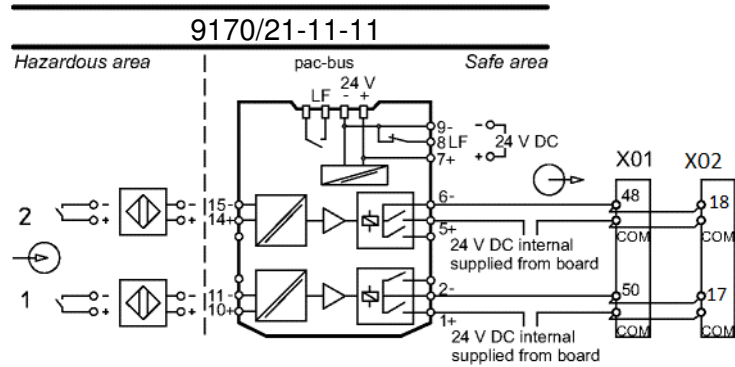 9170/21-11-11
Hazardous area
pac-bus
Safe area
24 V
LF - +
9-
8 LF
7+
- 24 V DC
+
X01
X02
2
- +
- +
15-
14+
6-
5+
48
18
COM
COM
24 V DC internal
supplied from board
1
- +
- +
11-
10+
2-
1+
50
17
COM
COM
24 V DC internal
supplied from board